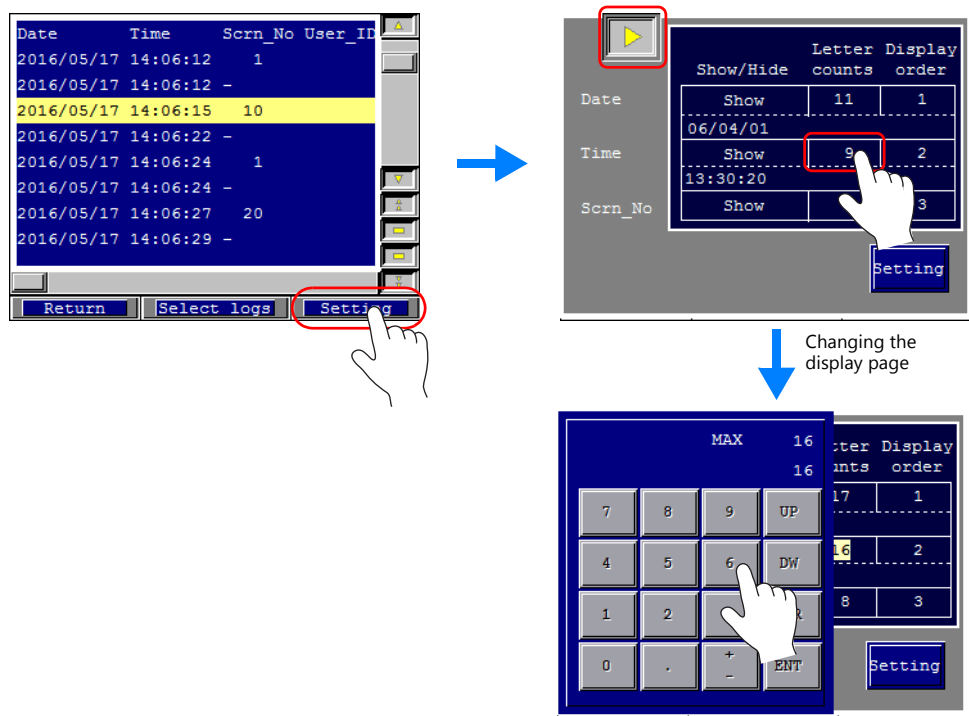 Date Time Scrn_No User_ID
2016/05/17 14:06:12 1
2016/05/17 14:06:12 -
2016/05/17 14:06:15 10
2016/05/17 14:06:22 -
2016/05/17 14:06:24 1
2016/05/17 14:06:24 -
2016/05/17 14:06:27 20
2016/05/17 14:06:29 -
Return Select logs Setting
Letter Display
Show/Hide counts order
Date Show 11 1
06/04/01
Time Show 9 2
13:30:20
Scrn_No Show 3
Setting
Changing the
display page
MAX 16
16
7 8 9 UP
4 5 6 DW
1 2
0 . +
- ENT
tter Display
unts order
17 1
16 2
8 3
Setting